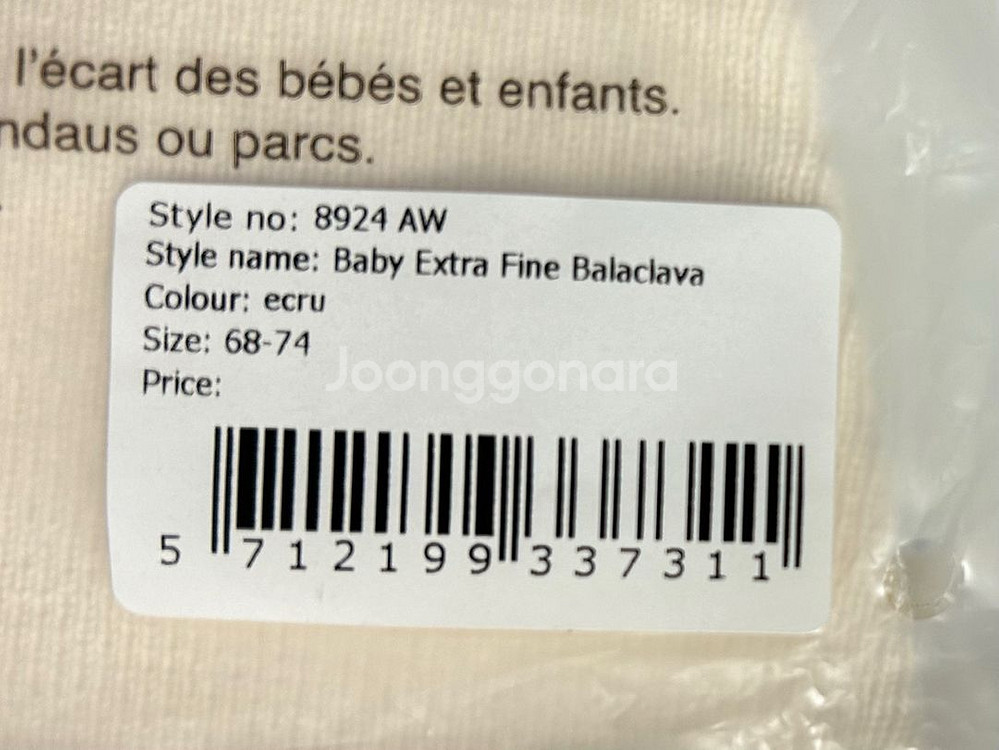 l'écart des bébés et enfants.
ndaus ou parcs.
Style no: 8924 AW
Style name: Baby Extra Fine Balaclava
Colour: ecru
Size: 68-74
Joonggonara
Price:
5 712199 337311